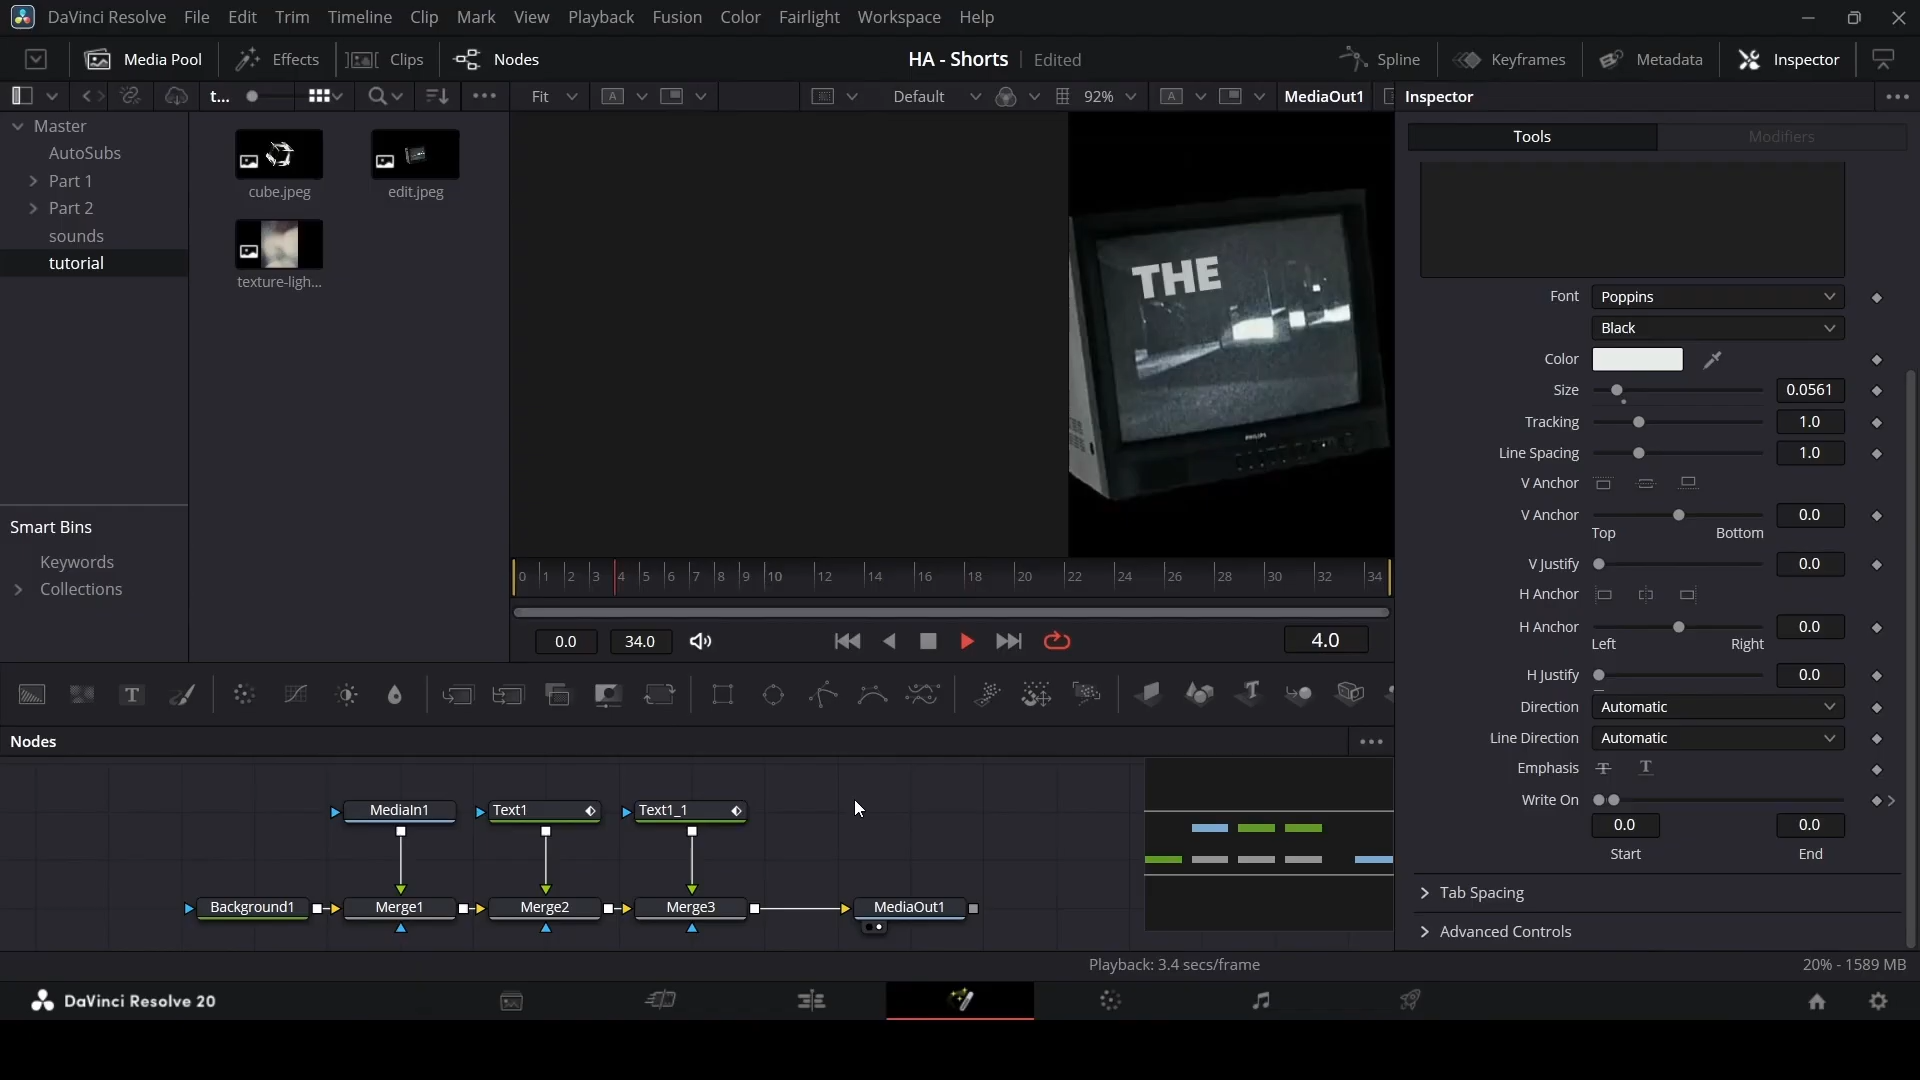 DaVinci Resolve File Edit Trim Timeline Clip Mark View Playback Fusion Color Fairlight Workspace Help
Media Pool Effects Clips Nodes HA - Shorts Edited Spline Keyframes Metadata Inspector
t... Fit A Default 92% A MediaOut1 Inspector
Master
AutoSubs
Part 1
Part 2
sounds
tutorial
cube.jpeg edit.jpeg
texture-ligh...
Smart Bins
Keywords
Collections
THE
PHILIPS
0 1 2 3 4 5 6 7 8 9 10 12 14 16 18 20 22 24 26 28 30 32 34
0.0 34.0 4.0
Tools Modifiers
Font Poppins
Black
Color
Size 0.0561
Tracking 1.0
Line Spacing 1.0
V Anchor
V Anchor 0.0
Top Bottom
V Justify 0.0
H Anchor
H Anchor 0.0
Left Right
H Justify 0.0
Direction Automatic
Line Direction Automatic
Emphasis T T
Write On
0.0 0.0
Start End
Tab Spacing
Advanced Controls
Nodes
MediaIn1 Text1 Text1_1
Background1 Merge1 Merge2 Merge3 MediaOut1
Playback: 3.4 secs/frame 20% - 1589 MB
DaVinci Resolve 20